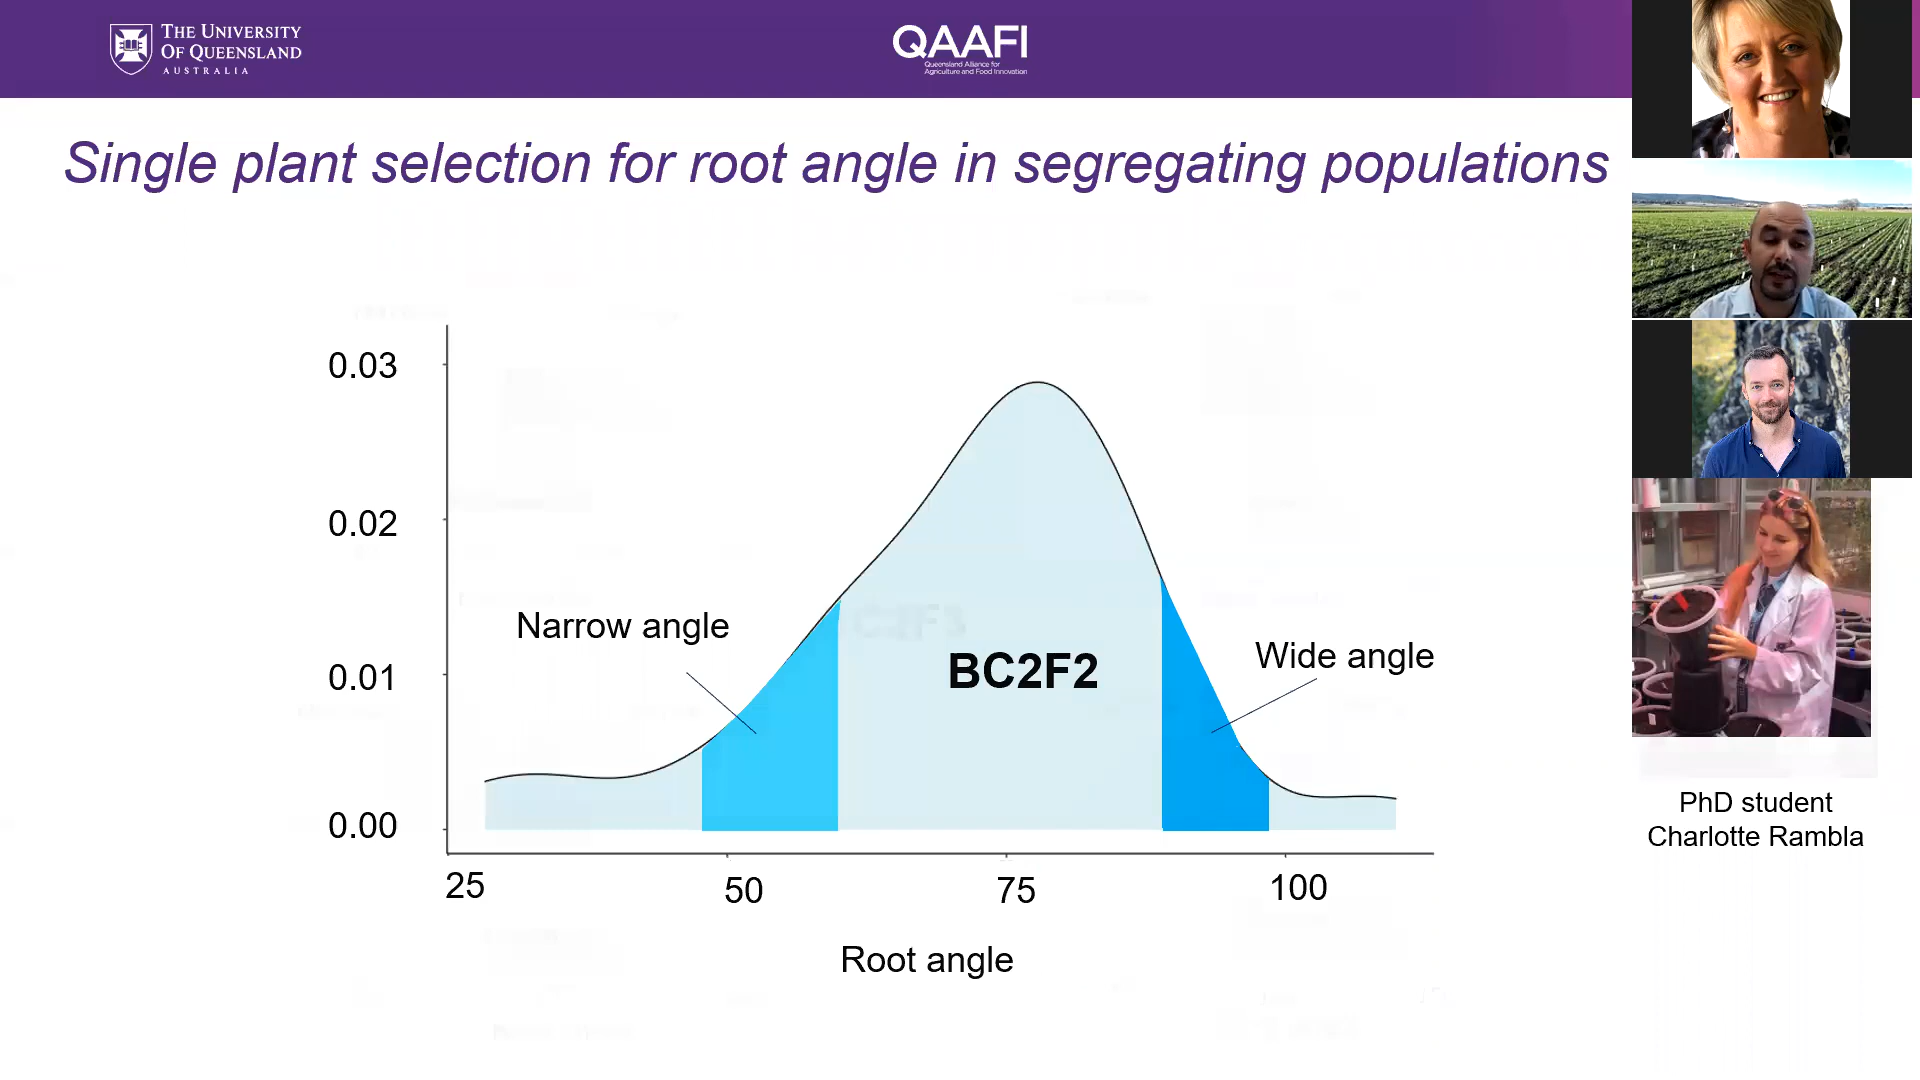 THE UNIVERSITY
OF QUEENSLAND
AUSTRALIA
QAAFI
Queensland Alliance for
Agriculture and Food Innovation
Single plant selection for root angle in segregating populations
0.03
0.02
0.01
0.00
Narrow angle
BC2F2
Wide angle
25
50
75
100
Root angle
PhD student
Charlotte Rambla